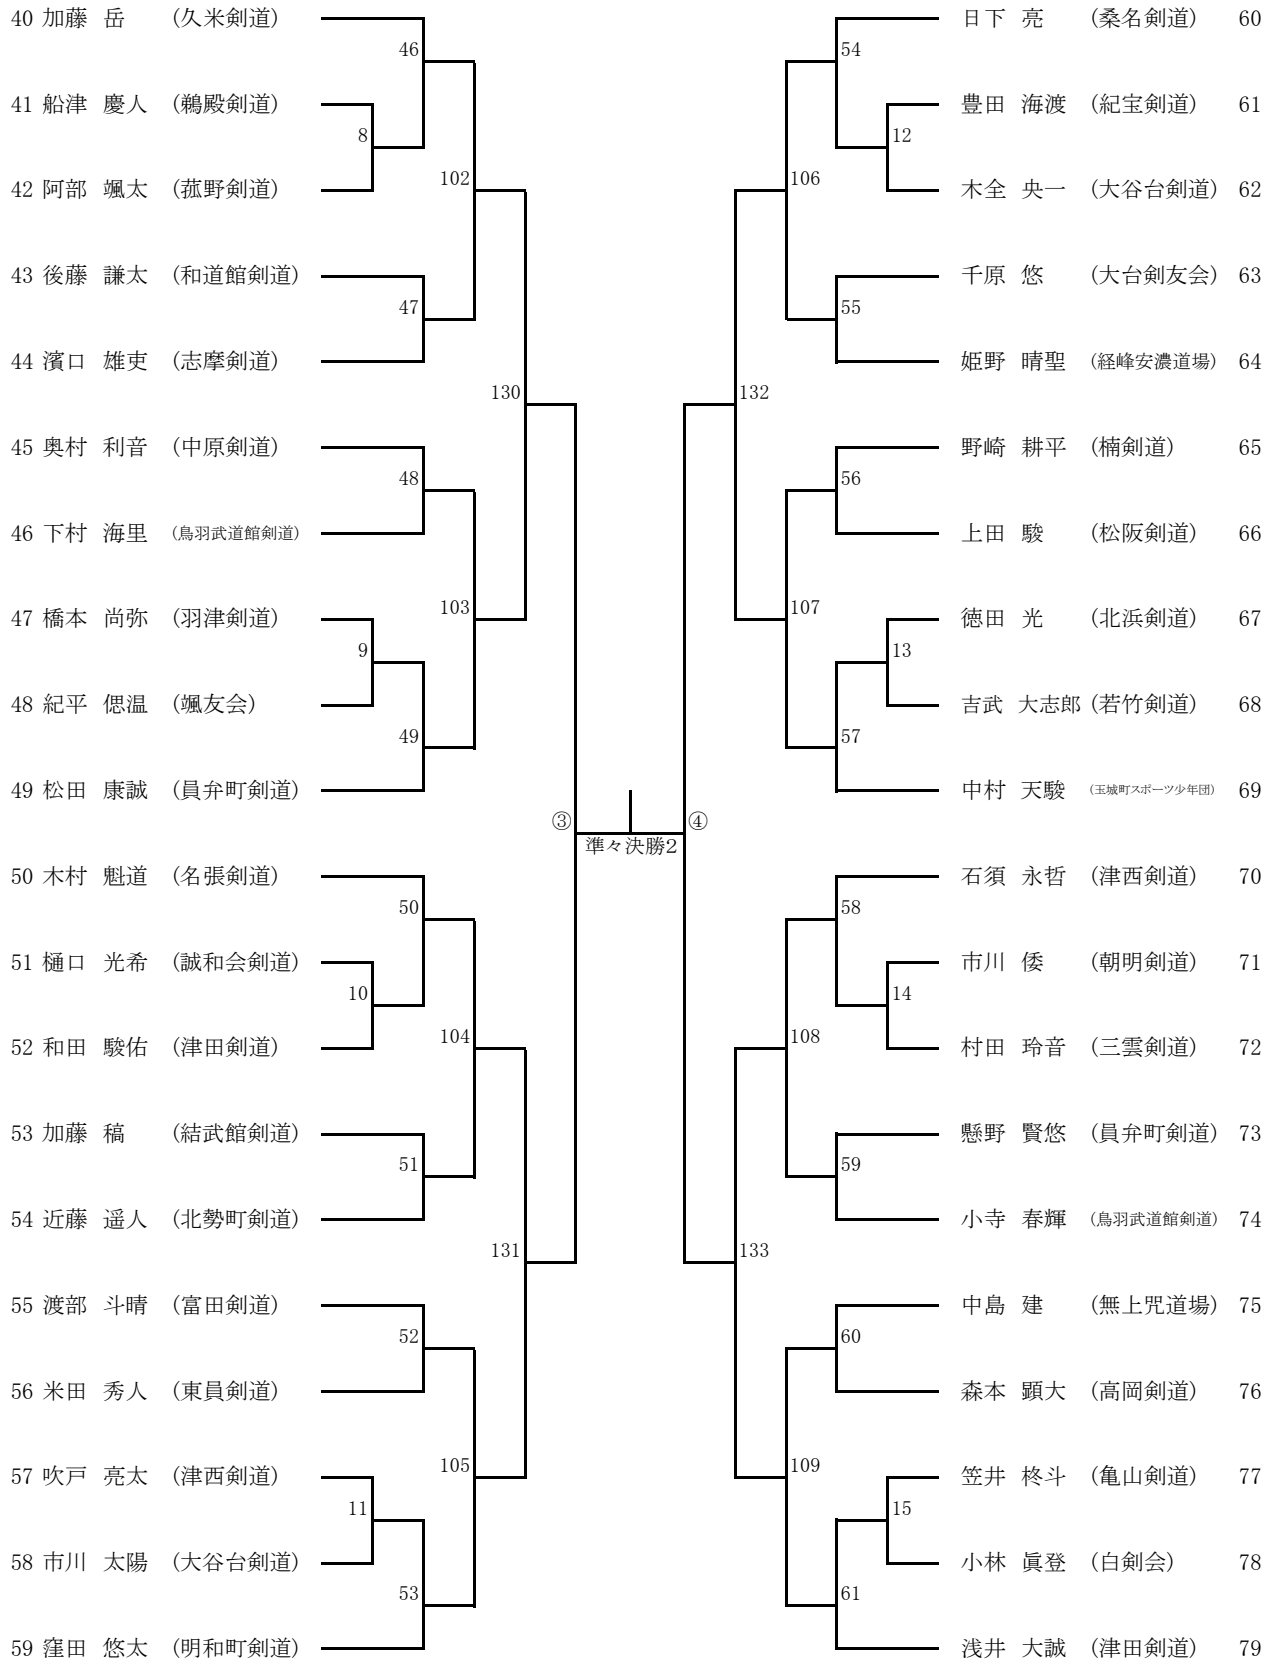 40 加藤 岳 (久米剣道)
46
41 船津 慶人 (鵜殿剣道)
8
42 阿部 颯太 (菰野剣道)
102
43 後藤 謙太 (和道館剣道)
47
44 濱口 雄吏 (志摩剣道)
130
45 奥村 利音 (中原剣道)
48
46 下村 海里 (鳥羽武道館剣道)
103
47 橋本 尚弥 (羽津剣道)
9
48 紀平 偲温 (颯友会)
49
49 松田 康誠 (員弁町剣道)
③
準々決勝2
④
50 木村 魁道 (名張剣道)
50
51 樋口 光希 (誠和会剣道)
10
52 和田 駿佑 (津田剣道)
104
53 加藤 稿 (結武館剣道)
51
54 近藤 遥人 (北勢町剣道)
131
55 渡部 斗晴 (富田剣道)
52
56 米田 秀人 (東員剣道)
105
57 吹戸 亮太 (津西剣道)
11
58 市川 太陽 (大谷台剣道)
53
59 窪田 悠太 (明和町剣道)
日下 亮 (桑名剣道) 60
54
豊田 海渡 (紀宝剣道) 61
12
木全 央一 (大谷台剣道) 62
106
千原 悠 (大台剣友会) 63
55
姫野 晴聖 (経峰安濃道場) 64
132
野崎 耕平 (楠剣道) 65
56
上田 駿 (松阪剣道) 66
107
徳田 光 (北浜剣道) 67
13
吉武 大志郎 (若竹剣道) 68
57
中村 天駿 (玉城町スポーツ少年団) 69
石須 永哲 (津西剣道) 70
58
市川 倭 (朝明剣道) 71
14
村田 玲音 (三雲剣道) 72
108
懸野 賢悠 (員弁町剣道) 73
59
小寺 春輝 (鳥羽武道館剣道) 74
133
中島 建 (無上咒道場) 75
60
森本 顕大 (高岡剣道) 76
109
笠井 柊斗 (亀山剣道) 77
15
小林 眞登 (白剣会) 78
61
浅井 大誠 (津田剣道) 79